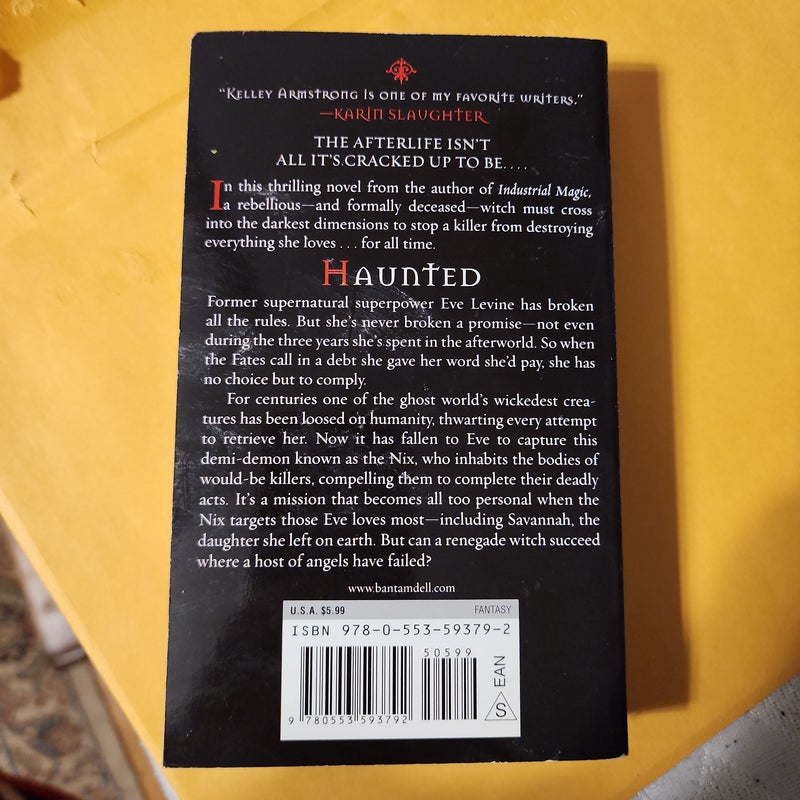 "Kelley Armstrong is one of my favorite writers."
—Karin Slaughter
THE AFTERLIFE ISN'T
ALL IT'S CRACKED UP TO BE....
In this thrilling novel from the author of Industrial Magic,
a rebellious—and formally deceased—witch must cross
into the darkest dimensions to stop a killer from destroying
everything she loves . . . for all time.
Haunted
Former supernatural superpower Eve Levine has broken
all the rules. But she's never broken a promise—not even
during the three years she's spent in the afterworld. So when
the Fates call in a debt she gave her word she'd pay, she has
no choice but to comply.
For centuries one of the ghost world's wickedest crea-
tures has been loosed on humanity, thwarting every attempt
to retrieve her. Now it has fallen to Eve to capture this
demi-demon known as the Nix, who inhabits the bodies of
would-be killers, compelling them to complete their deadly
acts. It's a mission that becomes all too personal when the
Nix targets those Eve loves most—including Savannah, the
daughter she left on earth. But can a renegade witch succeed
where a host of angels have failed?
www.bantamdell.com
U.S.A. $5.99 FANTASY
ISBN 978-0-553-59379-2
50599
9 780553 593792
EAN
S